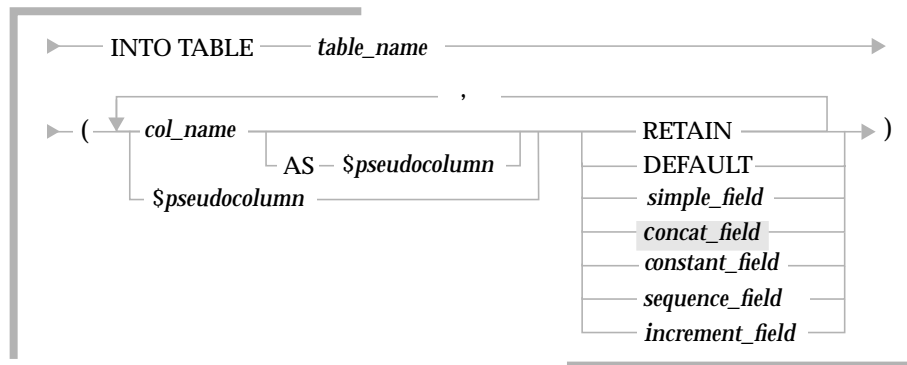 INTO TABLE table_name
,
( col_name RETAIN )
AS $pseudocolumn DEFAULT
$pseudocolumn simple_field
concat_field
constant_field
sequence_field
increment_field